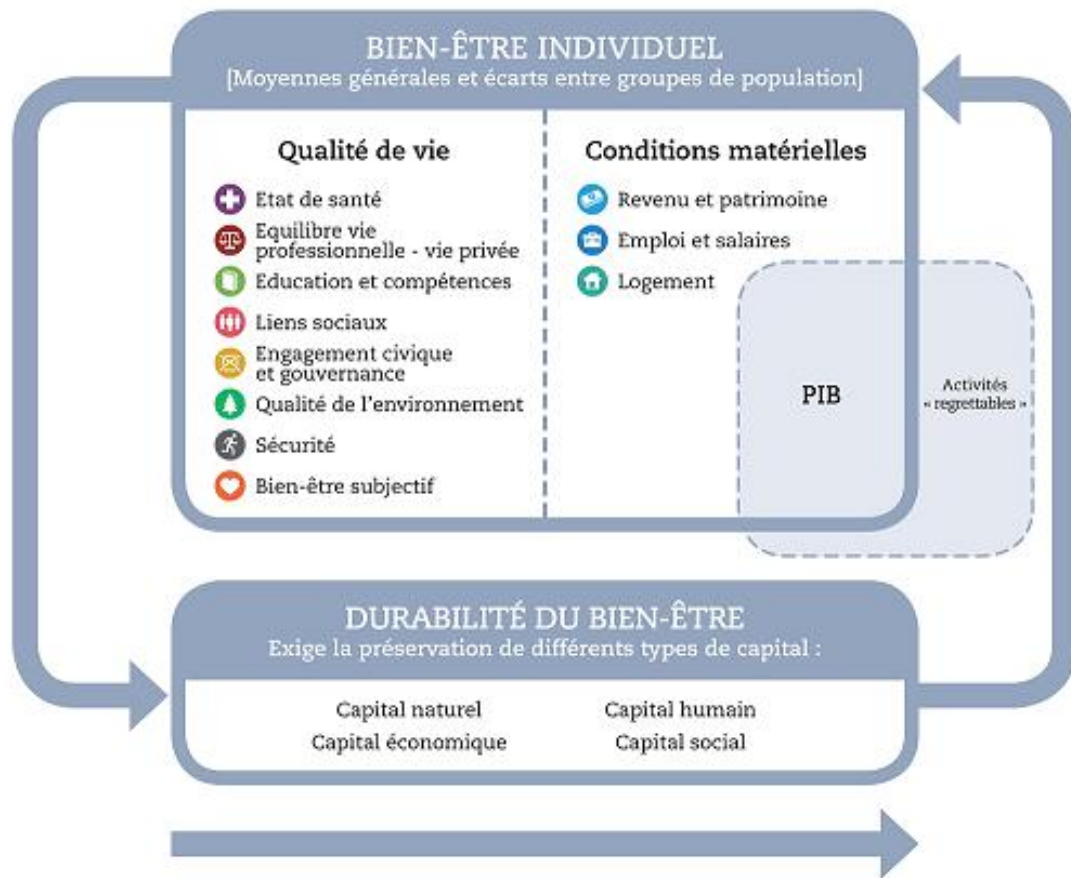 BIEN-ÊTRE INDIVIDUEL
[Moyennes générales et écarts entre groupes de population]
Qualité de vie
Etat de santé
Equilibre vie
professionnelle - vie privée
Education et compétences
Liens sociaux
Engagement civique
et gouvernance
Qualité de l'environnement
Sécurité
Bien-être subjectif
Conditions matérielles
Revenu et patrimoine
Emploi et salaires
Logement
PIB
Activités
« regrettables »
DURABILITÉ DU BIEN-ÊTRE
Exige la préservation de différents types de capital :
Capital naturel
Capital humain
Capital économique
Capital social